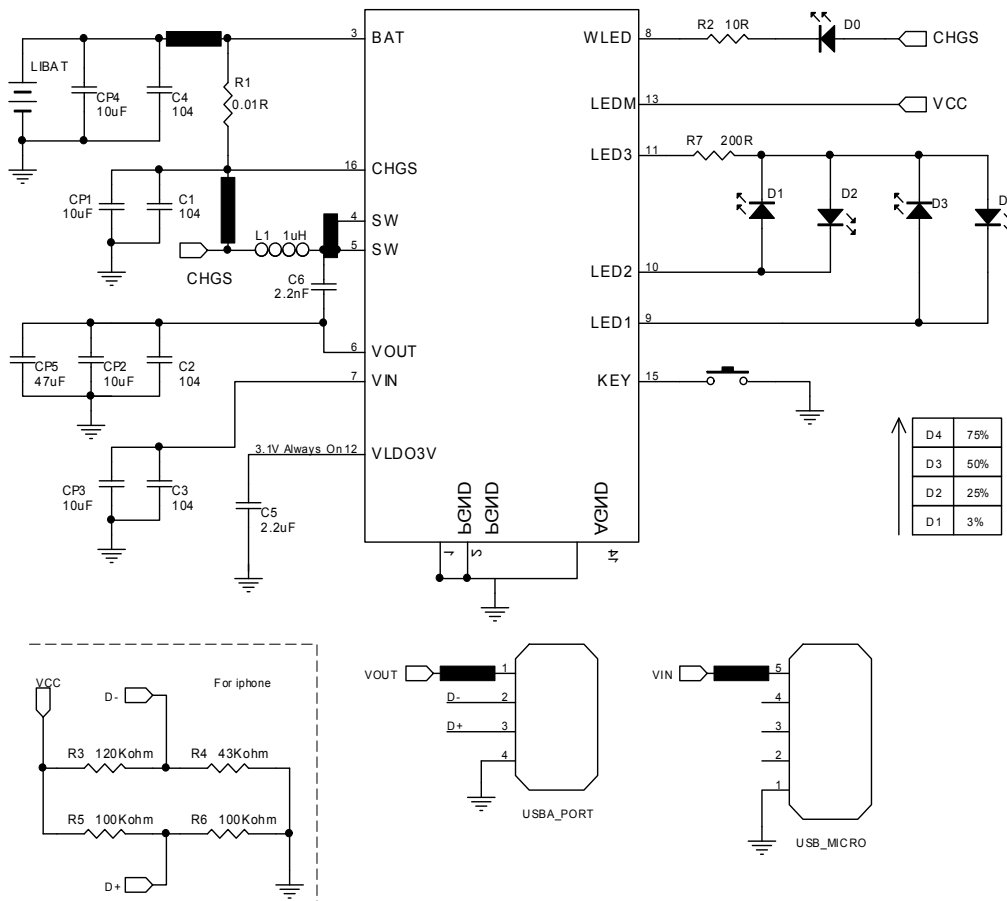 3 BAT
WLED 8
R2 10R
D0
CHGS
LIBAT
CP4
10uF
C4
104
R1
0.01R
LEDM 13
VCC
LED3 11
R7 200R
16 CHGS
CP1
10uF
C1
104
D1
D2
D3
D
4 SW
L1 1uH
5 SW
CHGS
C6
2.2nF
LED2 10
LED1 9
6 VOUT
CP5
47uF
CP2
10uF
C2
104
7 VIN
KEY 15
3.1V Always On 12 VLDO3V
CP3
10uF
C3
104
C5
2.2uF
PGND
PGND
AGND
1
2
14
D4 75%
D3 50%
D2 25%
D1 3%
VCC
For iphone
D-
R3 120Kohm
R4 43Kohm
R5 100Kohm
R6 100Kohm
D+
VOUT 1
D- 2
D+ 3
4
USBA_PORT
VIN 5
4
3
2
1
USB_MICRO